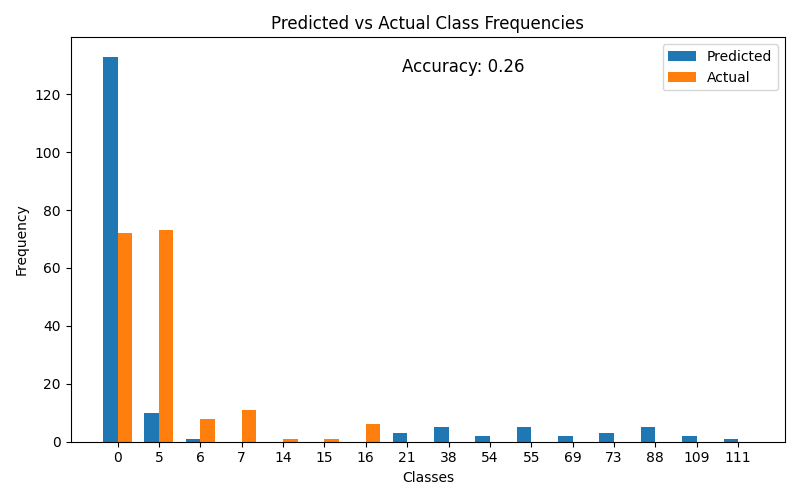 Predicted vs Actual Class Frequencies
Accuracy: 0.26
Predicted
Actual
Frequency
120
100
80
60
40
20
0
0 5 6 7 14 15 16 21 38 54 55 69 73 88 109 111
Classes